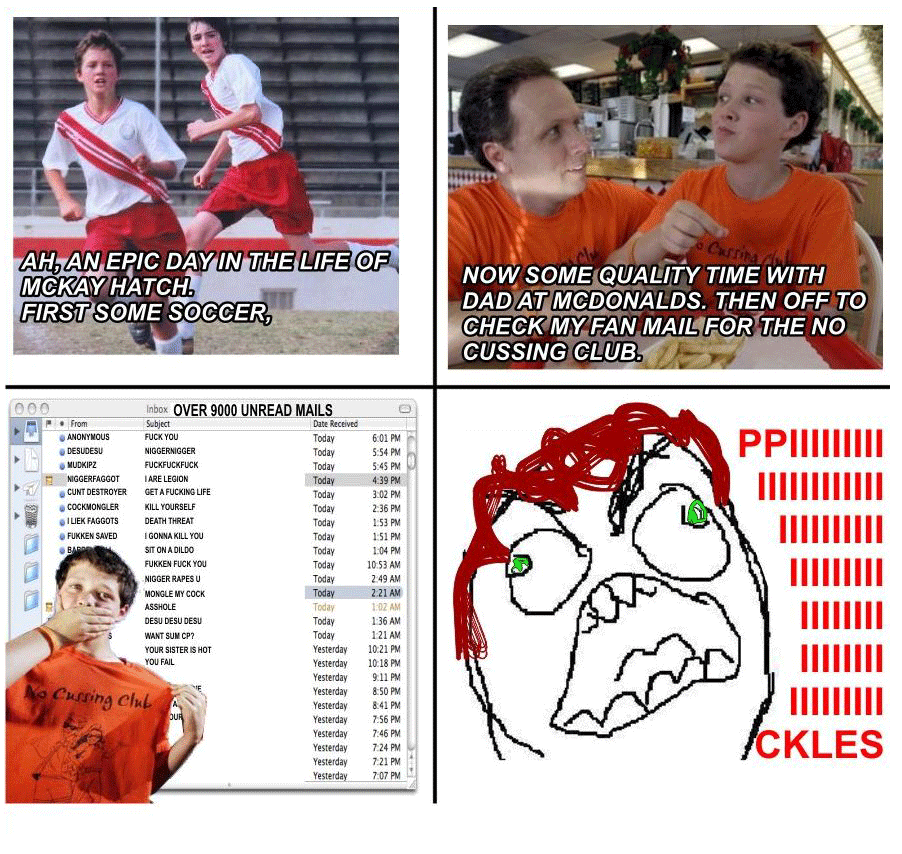 AH, AN EPIC DAY IN THE LIFE OF
MCKAY HATCH.
FIRST SOME SOCCER,
No Cussing Club
NOW SOME QUALITY TIME WITH
DAD AT MCDONALDS. THEN OFF TO
CHECK MY FAN MAIL FOR THE NO
CUSSING CLUB.
Inbox OVER 9000 UNREAD MAILS
From Subject Date Received
ANONYMOUS FUCK YOU Today 6:01 PM
DESUDESU NIGGERNIGGER Today 5:54 PM
MUDKIPZ FUCKFUCKFUCK Today 5:45 PM
NIGGERFAGGOT I ARE LEGION Today 4:39 PM
CUNT DESTROYER GET A FUCKING LIFE Today 3:02 PM
COCKMONGLER KILL YOURSELF Today 2:36 PM
I LIEK FAGGOTS DEATH THREAT Today 1:53 PM
FUKKEN SAVED I GONNA KILL YOU Today 1:51 PM
SIT ON A DILDO Today 1:04 PM
FUKKEN FUCK YOU Today 10:53 AM
NIGGER RAPES U Today 2:49 AM
MONGLE MY COCK Today 2:21 AM
ASSHOLE Today 1:02 AM
DESU DESU DESU Today 1:36 AM
WANT SUM CP? Today 1:21 AM
YOUR SISTER IS HOT Yesterday 10:21 PM
YOU FAIL Yesterday 10:18 PM
Yesterday 9:11 PM
Yesterday 8:50 PM
Yesterday 8:41 PM
Yesterday 7:56 PM
Yesterday 7:46 PM
Yesterday 7:24 PM
Yesterday 7:21 PM
Yesterday 7:07 PM
No Cussing Club
PPIIIIIIIII
IIIIIIIIIIII
IIIIIIIIII
IIIIIIIII
IIIIIIII
IIIIIIII
IIIIIIIII
CKLES